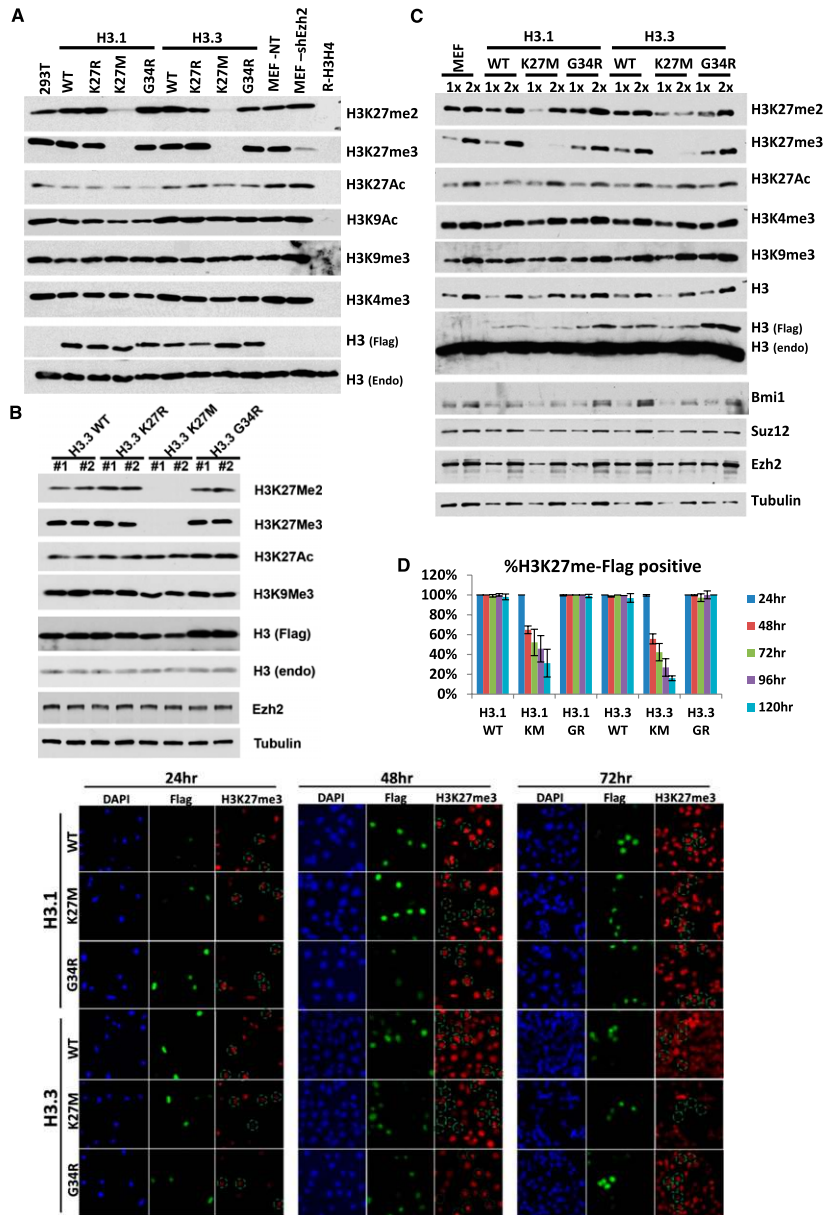 A
H3.1 H3.3
293T WT K27R K27M G34R WT K27R K27M G34R MEF -NT MEF –shEzh2 R-H3H4
H3K27me2
H3K27me3
H3K27Ac
H3K9Ac
H3K9me3
H3K4me3
H3 (Flag)
H3 (Endo)
B
H3.3 WT H3.3 K27R H3.3 K27M H3.3 G34R
#1 #2 #1 #2 #1 #2 #1 #2
H3K27Me2
H3K27Me3
H3K27Ac
H3K9Me3
H3 (Flag)
H3 (endo)
Ezh2
Tubulin
C
H3.1 H3.3
MEF WT K27M G34R WT K27M G34R
1x 2x 1x 2x 1x 2x 1x 2x 1x 2x 1x 2x 1x 2x
H3K27me2
H3K27me3
H3K27Ac
H3K4me3
H3K9me3
H3
H3 (Flag)
H3 (endo)
Bmi1
Suz12
Ezh2
Tubulin
D
%H3K27me-Flag positive
120%
100%
80%
60%
40%
20%
0%
H3.1 H3.1 H3.1 H3.3 H3.3 H3.3
WT KM GR WT KM GR
24hr
48hr
72hr
96hr
120hr
24hr 48hr 72hr
DAPI Flag H3K27me3 DAPI Flag H3K27me3 DAPI Flag H3K27me3
H3.1
WT
K27M
G34R
H3.3
WT
K27M
G34R